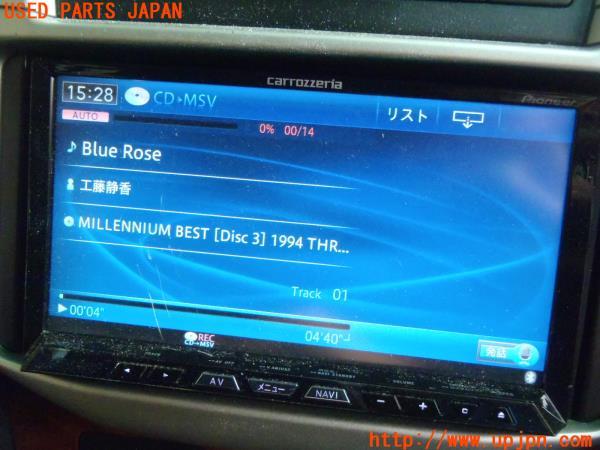 USED PARTS JAPAN
carrozzeria
Pioneer
15:28 CD▶MSV リスト
AUTO 0% 00/14
♪ Blue Rose
工藤静香
MILLENNIUM BEST [Disc 3] 1994 THR...
Track 01
▶00'04" 04'40"
REC
CD→MSV
発話
AV メニュー NAVI
VOLUME
http://www.upjpn.com/